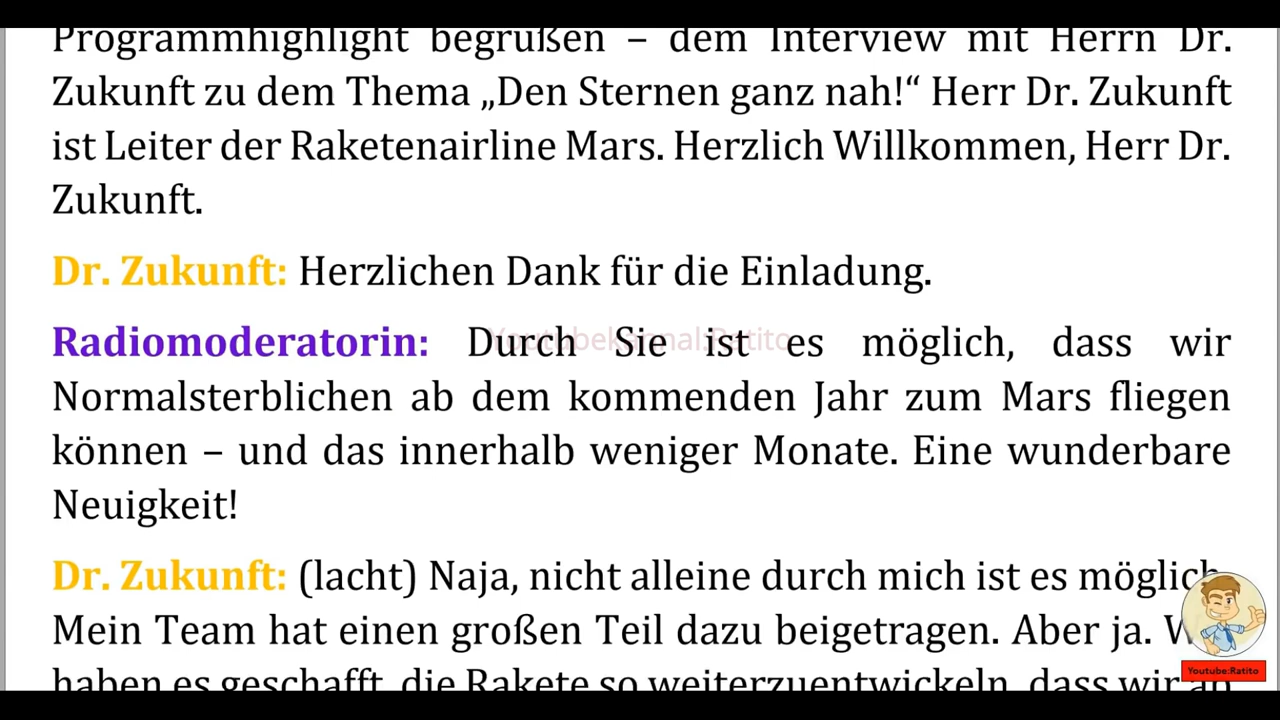 Programmhighlight begrüßen – dem Interview mit Herrn Dr.
Zukunft zu dem Thema „Den Sternen ganz nah!“ Herr Dr. Zukunft
ist Leiter der Raketenairline Mars. Herzlich Willkommen, Herr Dr.
Zukunft.
Dr. Zukunft: Herzlichen Dank für die Einladung.
Radiomoderatorin: Durch Sie ist es möglich, dass wir
Youtubekannal:Ratito
Normalsterblichen ab dem kommenden Jahr zum Mars fliegen
können – und das innerhalb weniger Monate. Eine wunderbare
Neuigkeit!
Dr. Zukunft: (lacht) Naja, nicht alleine durch mich ist es möglich.
Mein Team hat einen großen Teil dazu beigetragen. Aber ja.
haben es geschafft, die Rakete so weiterzuentwickeln, dass wir ab
Youtube:Ratito